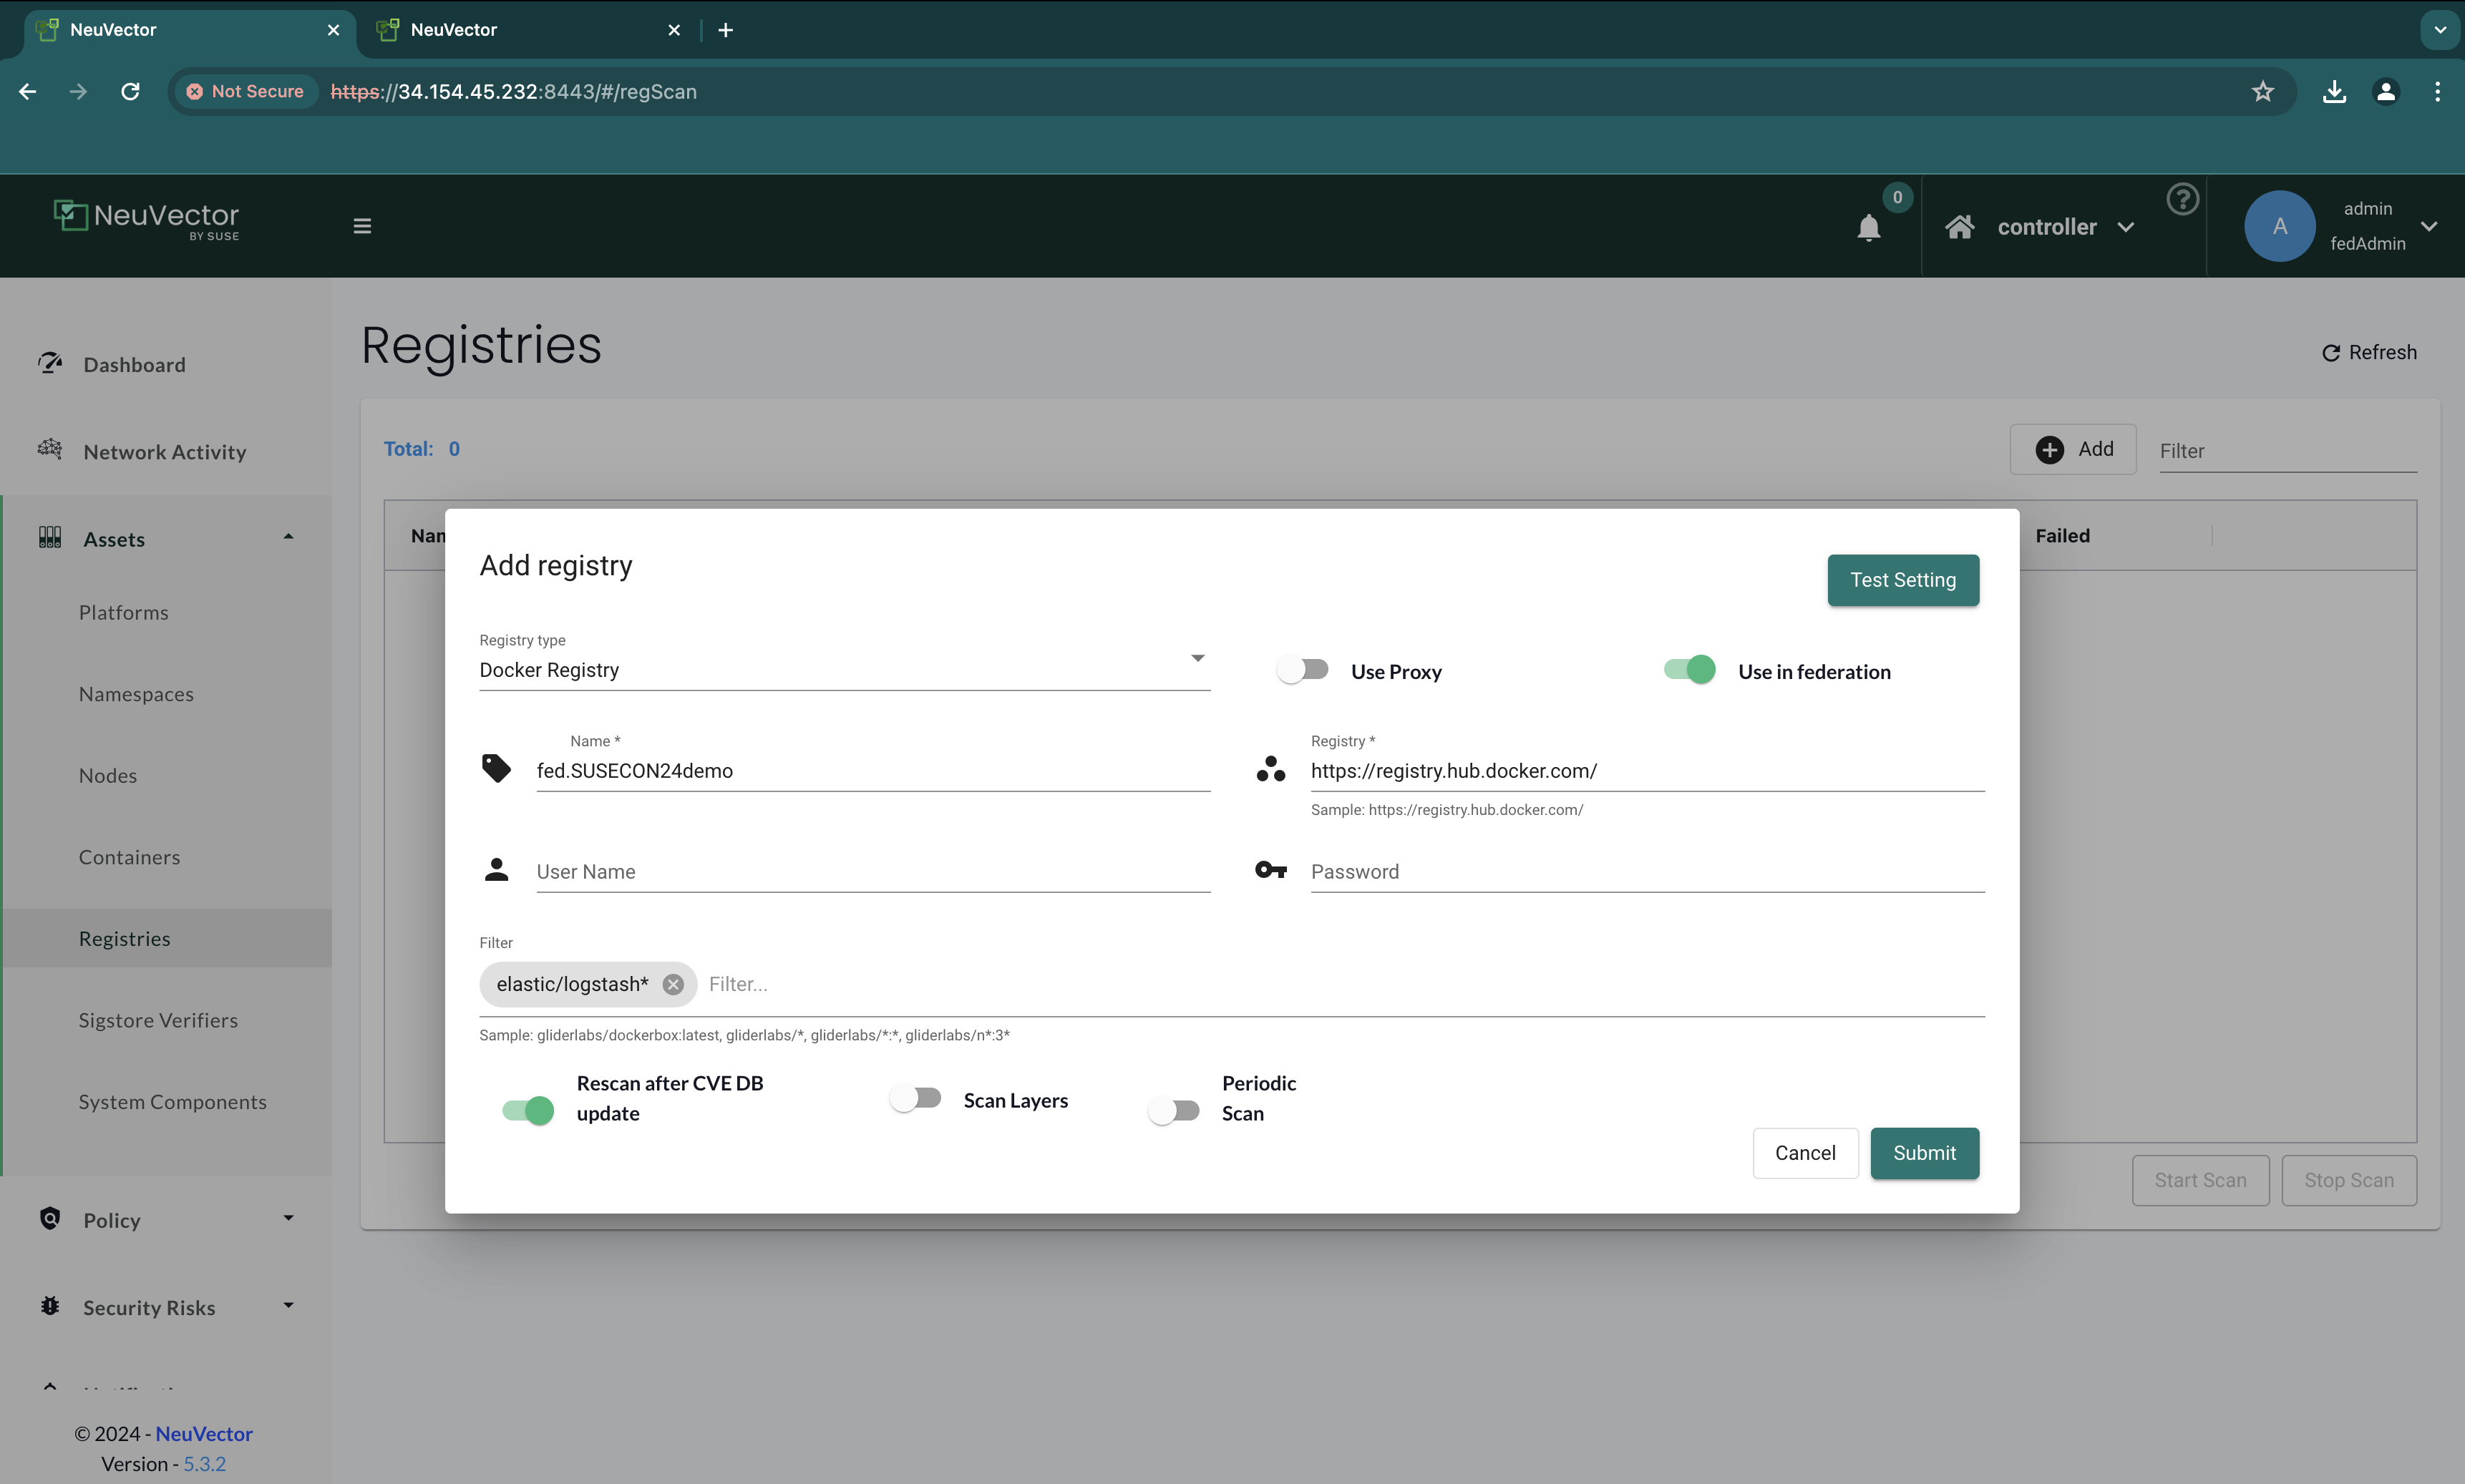 NeuVector
NeuVector
Not Secure https://34.154.45.232:8443/#/regScan
NeuVector
BY SUSE
0
controller
?
A
admin
fedAdmin
Dashboard
Network Activity
Assets
Platforms
Namespaces
Nodes
Containers
Registries
Sigstore Verifiers
System Components
Policy
Security Risks
© 2024 - NeuVector
Version - 5.3.2
Registries
Refresh
Total: 0
Add
Filter
Failed
Add registry
Test Setting
Registry type
Docker Registry
Use Proxy
Use in federation
Name *
fed.SUSECON24demo
Registry *
https://registry.hub.docker.com/
Sample: https://registry.hub.docker.com/
User Name
Password
Filter
elastic/logstash* Filter...
Sample: gliderlabs/dockerbox:latest, gliderlabs/*, gliderlabs/*:*, gliderlabs/n*:3*
Rescan after CVE DB
update
Scan Layers
Periodic
Scan
Cancel
Submit
Start Scan
Stop Scan